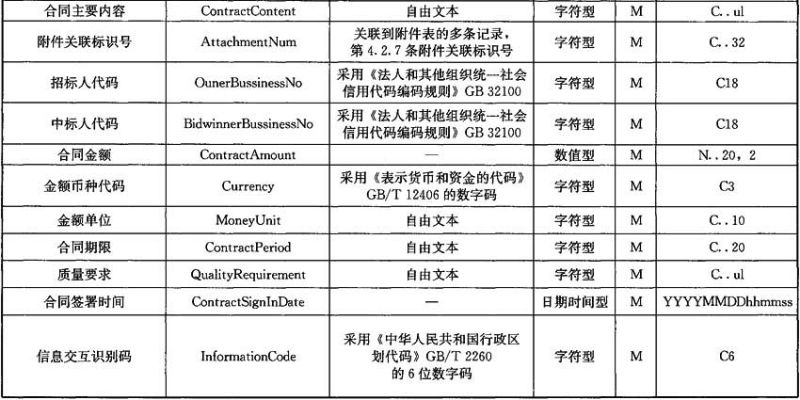 合同主要内容 ContractContent 自由文本 字符型 M C..ul
附件关联标识号 AttachmentNum 关联到附件表的多条记录, 字符型 M C..32
第4.2.7条附件关联标识号
招标人代码 OunerBussinessNo 采用《法人和其他组织统一社会 字符型 M C18
信用代码编码规则》GB 32100
中标人代码 BidwinnerBussinessNo 采用《法人和其他组织统一社会 字符型 M C18
信用代码编码规则》GB 32100
合同金额 ContractAmount — 数值型 M N..20,2
金额币种代码 Currency 采用《表示货币和资金的代码》 字符型 M C3
GB/T 12406的数字码
金额单位 MoneyUnit 自由文本 字符型 M C..10
合同期限 ContractPeriod 自由文本 字符型 M C..20
质量要求 QualityRequirement 自由文本 字符型 M C..ul
合同签署时间 ContractSignInDate — 日期时间型 M YYYYMMDDhhmmss
信息交互识别码 InformationCode 采用《中华人民共和国行政区 字符型 M C6
划代码》GB/T 2260
的6位数字码